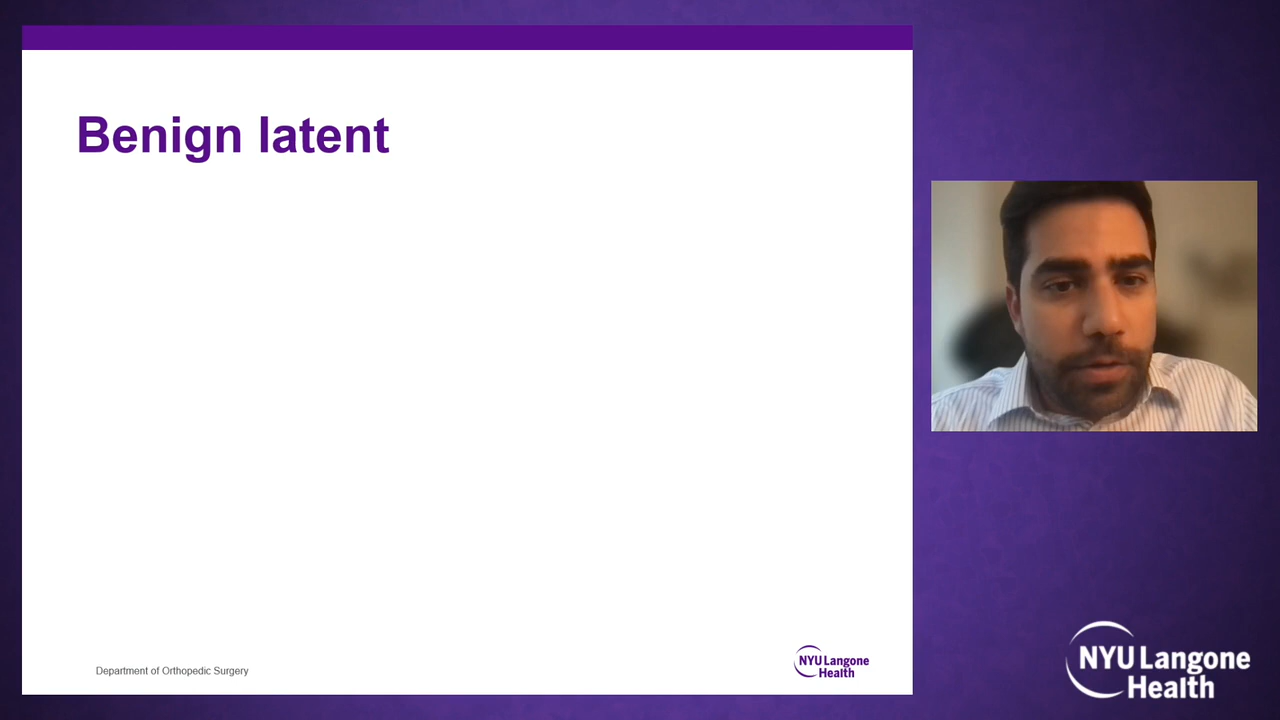 Benign latent
Department of Orthopedic Surgery
NYU Langone
Health
NYU Langone
Health